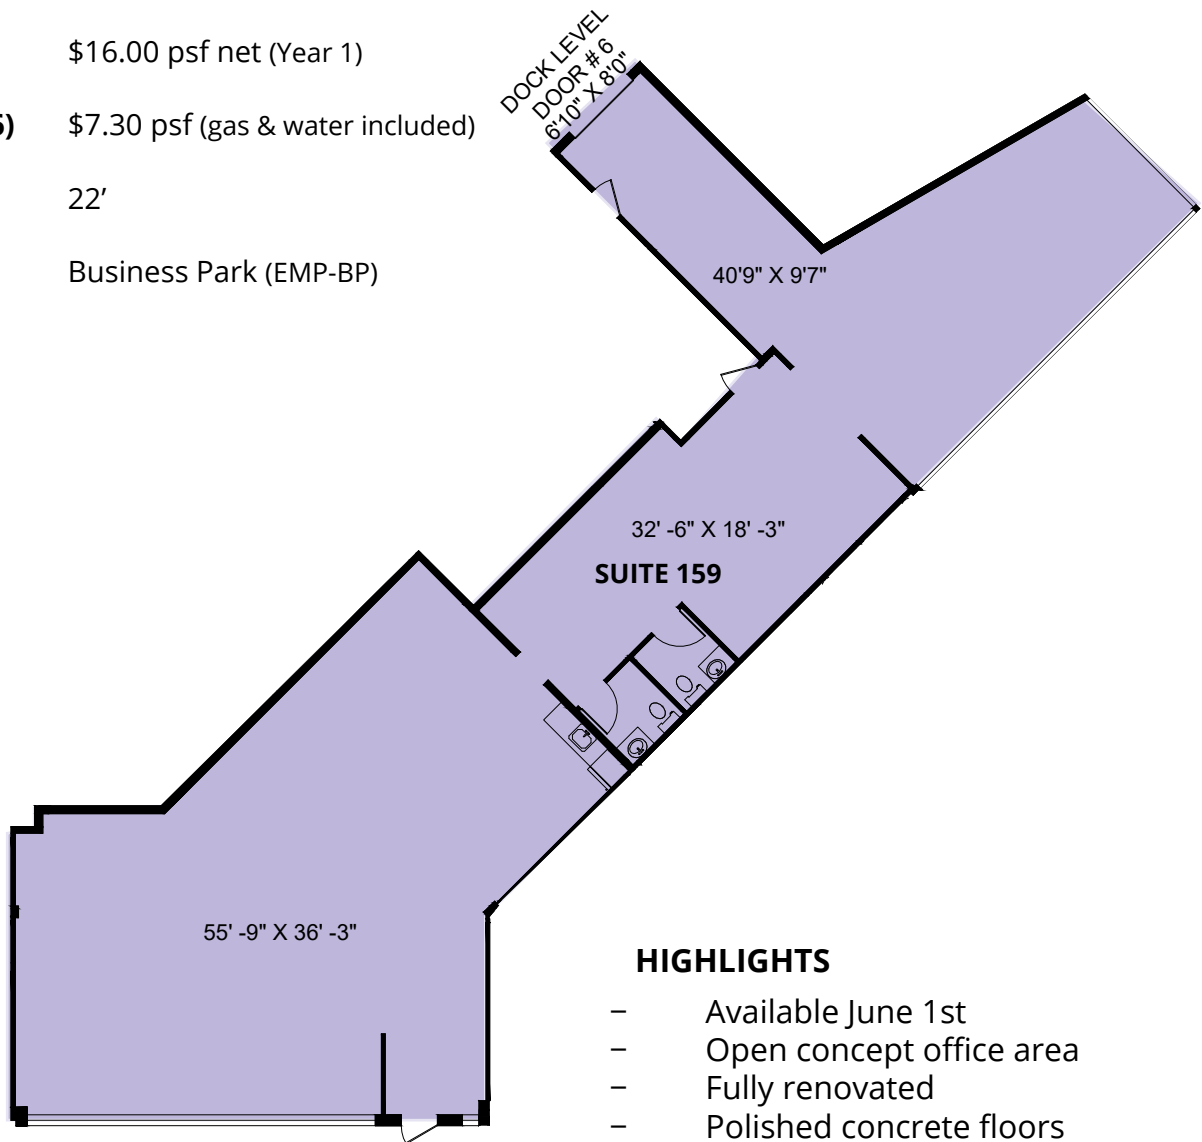 $16.00 psf net (Year 1)
5) $7.30 psf (gas & water included)
22’
Business Park (EMP-BP)
DOCK LEVEL
DOOR # 6
6'10" X 8'0"
40'9" X 9'7"
32' -6" X 18' -3"
SUITE 159
55' -9" X 36' -3"
HIGHLIGHTS
– Available June 1st
– Open concept office area
– Fully renovated
– Polished concrete floors